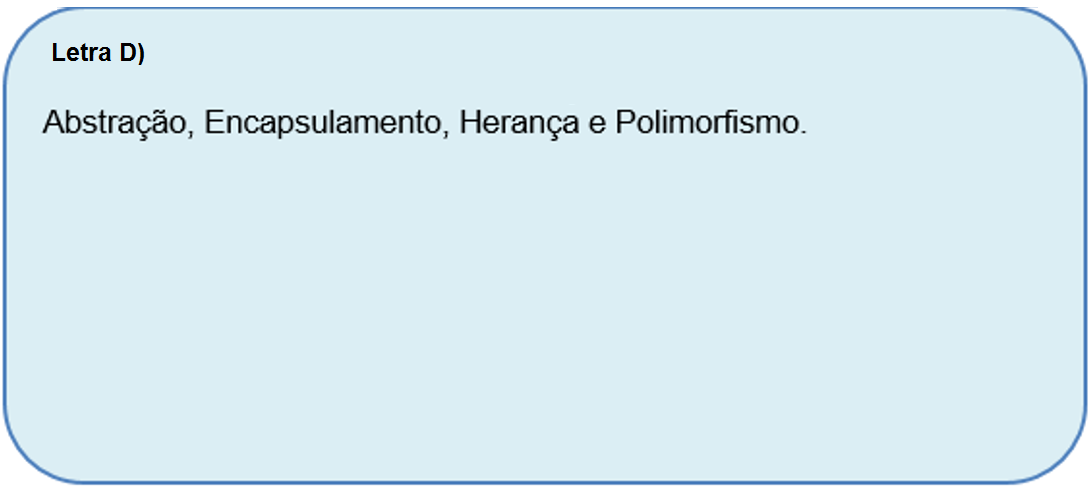 Letra D)
Abstração, Encapsulamento, Herança e Polimorfismo.